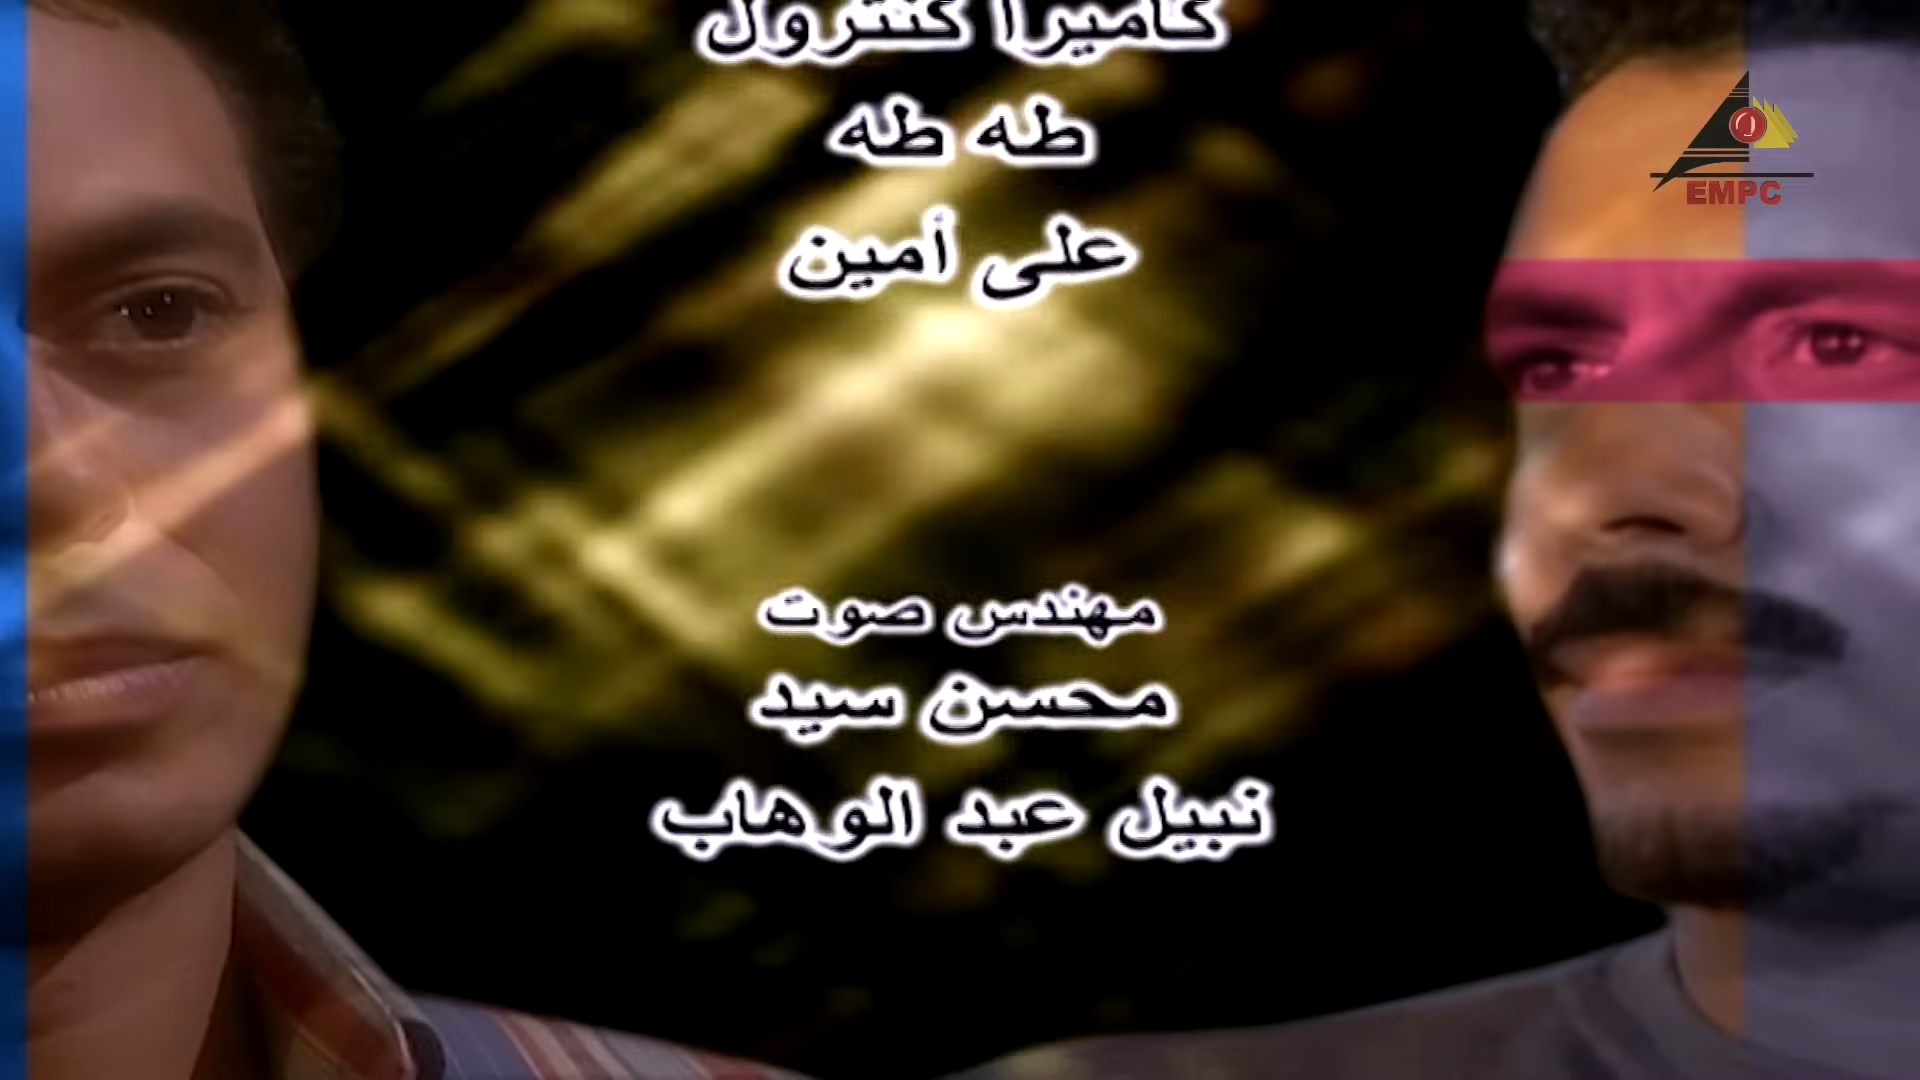 كاميرا كنترول
طه طه
على أمين
مهندس صوت
محسن سيد
نبيل عبد الوهاب
EMPC